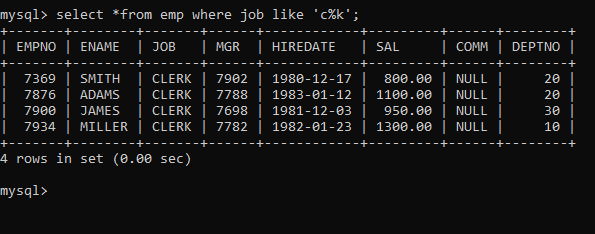 mysql> select *from emp where job like 'c%k';
+-------+--------+-------+------+------------+---------+------+--------+
| EMPNO | ENAME  | JOB   | MGR  | HIREDATE   | SAL     | COMM | DEPTNO |
+-------+--------+-------+------+------------+---------+------+--------+
|  7369 | SMITH  | CLERK | 7902 | 1980-12-17 |  800.00 | NULL |     20 |
|  7876 | ADAMS  | CLERK | 7788 | 1983-01-12 | 1100.00 | NULL |     20 |
|  7900 | JAMES  | CLERK | 7698 | 1981-12-03 |  950.00 | NULL |     30 |
|  7934 | MILLER | CLERK | 7782 | 1982-01-23 | 1300.00 | NULL |     10 |
+-------+--------+-------+------+------------+---------+------+--------+
4 rows in set (0.00 sec)
mysql>